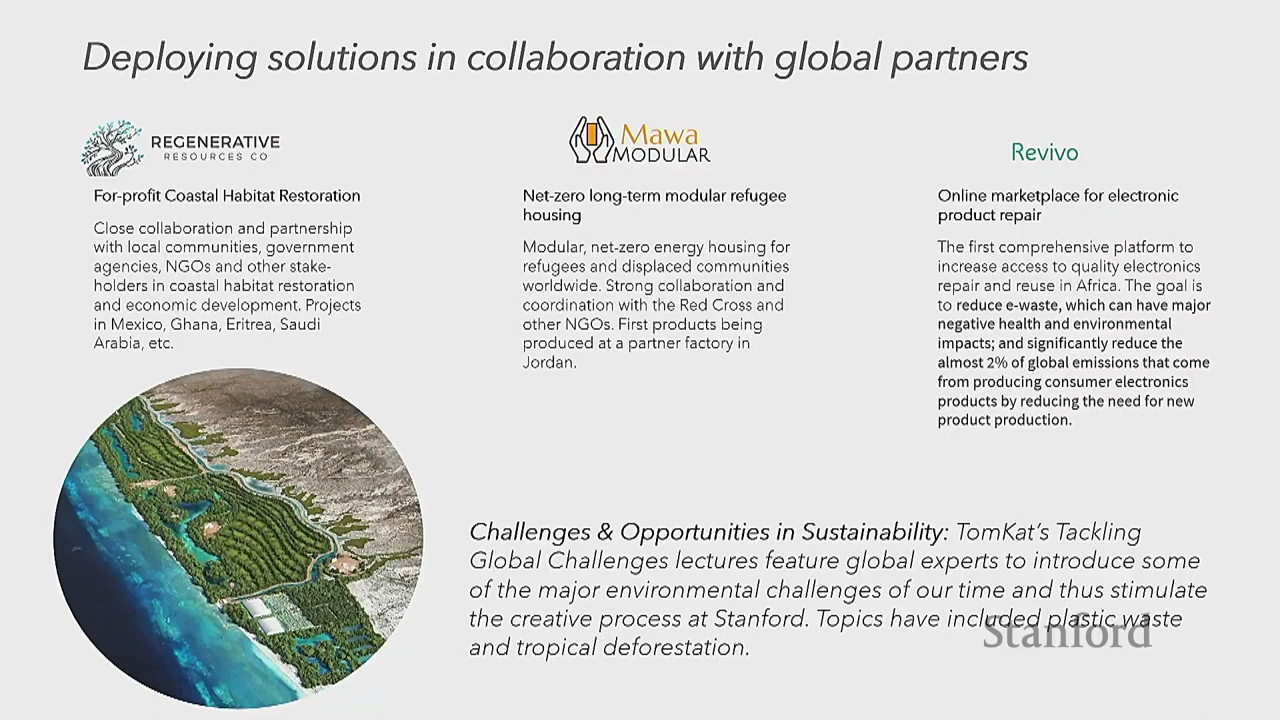 Deploying solutions in collaboration with global partners
REGENERATIVE
RESOURCES CO
For-profit Coastal Habitat Restoration
Close collaboration and partnership
with local communities, government
agencies, NGOs and other stake-
holders in coastal habitat restoration
and economic development. Projects
in Mexico, Ghana, Eritrea, Saudi
Arabia, etc.
Mawa
MODULAR
Net-zero long-term modular refugee
housing
Modular, net-zero energy housing for
refugees and displaced communities
worldwide. Strong collaboration and
coordination with the Red Cross and
other NGOs. First products being
produced at a partner factory in
Jordan.
Revivo
Online marketplace for electronic
product repair
The first comprehensive platform to
increase access to quality electronics
repair and reuse in Africa. The goal is
to reduce e-waste, which can have major
negative health and environmental
impacts; and significantly reduce the
almost 2% of global emissions that come
from producing consumer electronics
products by reducing the need for new
product production.
Challenges & Opportunities in Sustainability: TomKat's Tackling
Global Challenges lectures feature global experts to introduce some
of the major environmental challenges of our time and thus stimulate
the creative process at Stanford. Topics have included plastic waste
and tropical deforestation.
Stanford